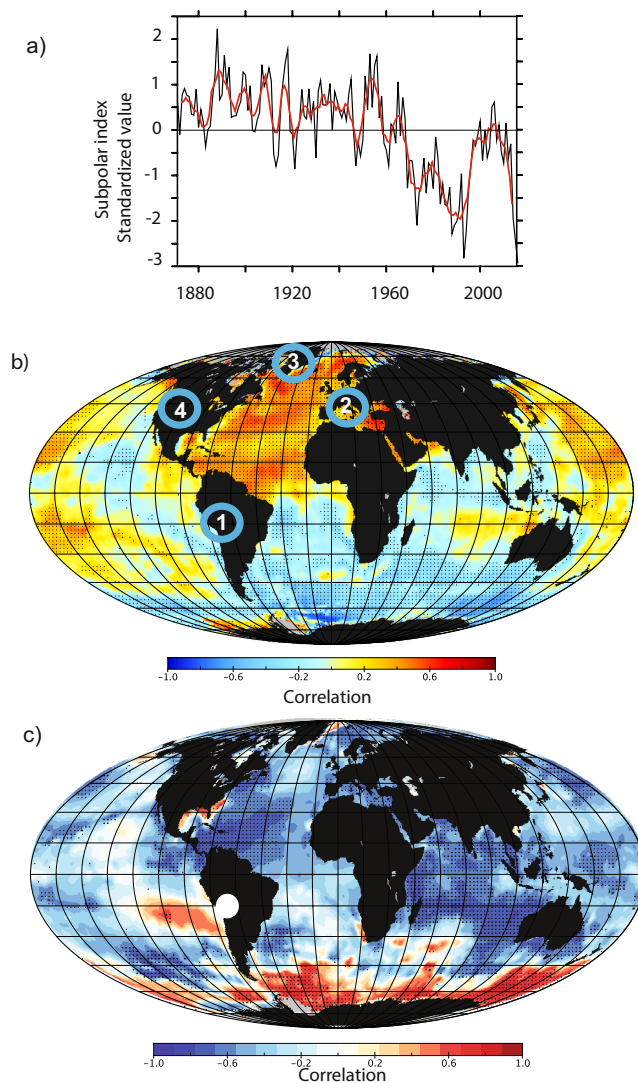 a)
Subpolar index
Standardized value
2
1
0
-1
-2
-3
1880 1920 1960 2000
b)
3
4
2
1
−1.0 −0.6 −0.2 0.2 0.6 1.0
Correlation
c)
−1.0 −0.6 −0.2 0.2 0.6 1.0
Correlation